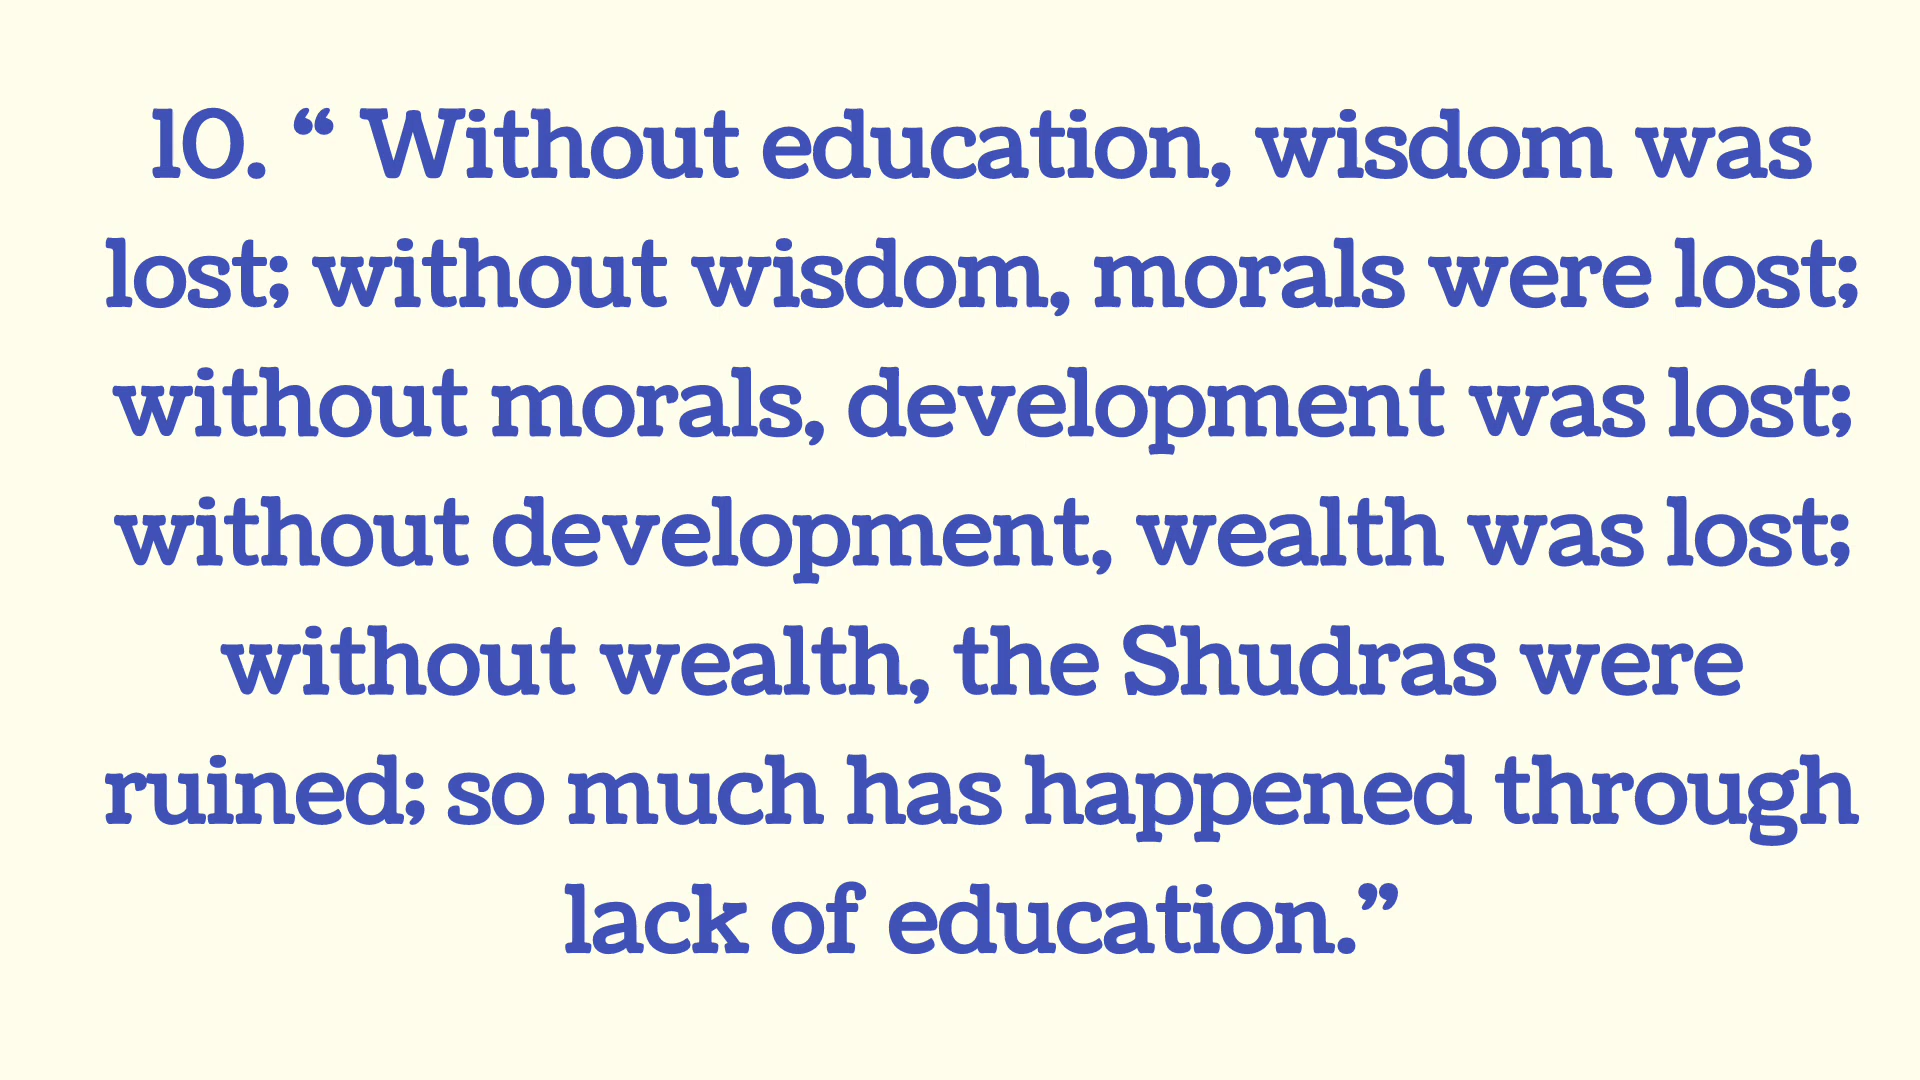 10. “ Without education, wisdom was
lost; without wisdom, morals were lost;
without morals, development was lost;
without development, wealth was lost;
without wealth, the Shudras were
ruined; so much has happened through
lack of education.”